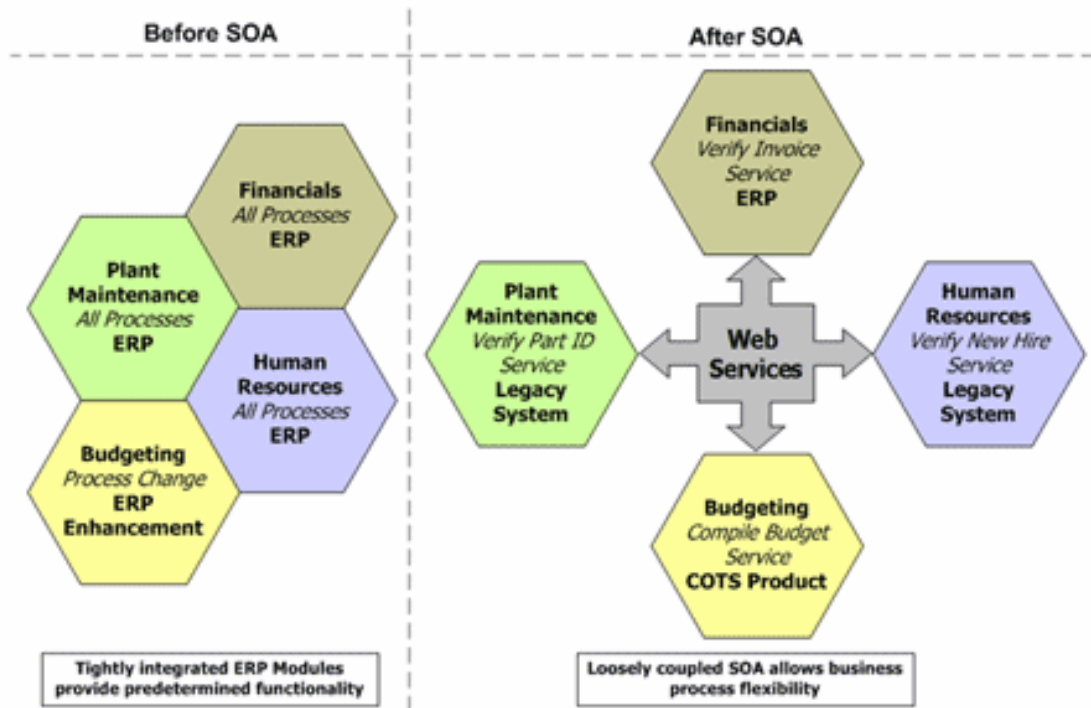 Before SOA
After SOA
Financials
All Processes
ERP
Plant
Maintenance
All Processes
ERP
Human
Resources
All Processes
ERP
Budgeting
Process Change
ERP
Enhancement
Tightly integrated ERP Modules
provide predetermined functionality
Financials
Verify Invoice
Service
ERP
Plant
Maintenance
Verify Part ID
Service
Legacy
System
Web
Services
Human
Resources
Verify New Hire
Service
Legacy
System
Budgeting
Compile Budget
Service
COTS Product
Loosely coupled SOA allows business
process flexibility